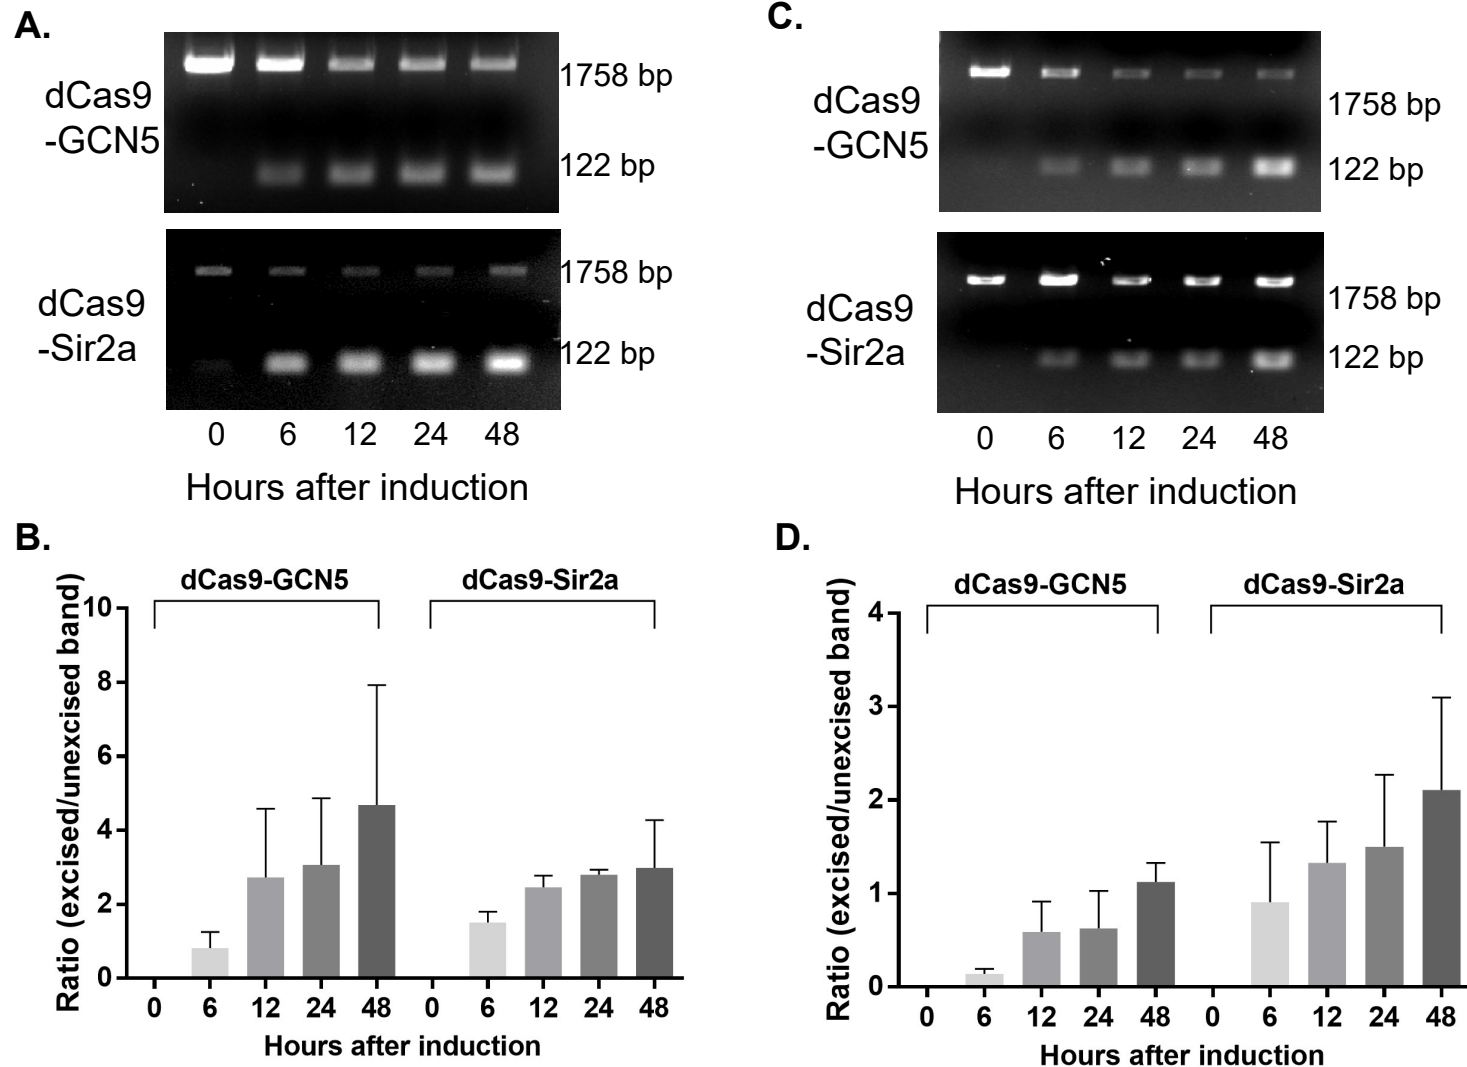 A.
dCas9
-GCN5
1758 bp
122 bp
dCas9
-Sir2a
1758 bp
122 bp
0 6 12 24 48
Hours after induction
C.
dCas9
-GCN5
1758 bp
122 bp
dCas9
-Sir2a
1758 bp
122 bp
0 6 12 24 48
Hours after induction
B.
dCas9-GCN5 dCas9-Sir2a
Ratio (excised/unexcised band)
10
8
6
4
2
0
0 6 12 24 48 0 6 12 24 48
Hours after induction
D.
dCas9-GCN5 dCas9-Sir2a
Ratio (excised/unexcised band)
4
3
2
1
0
0 6 12 24 48 0 6 12 24 48
Hours after induction